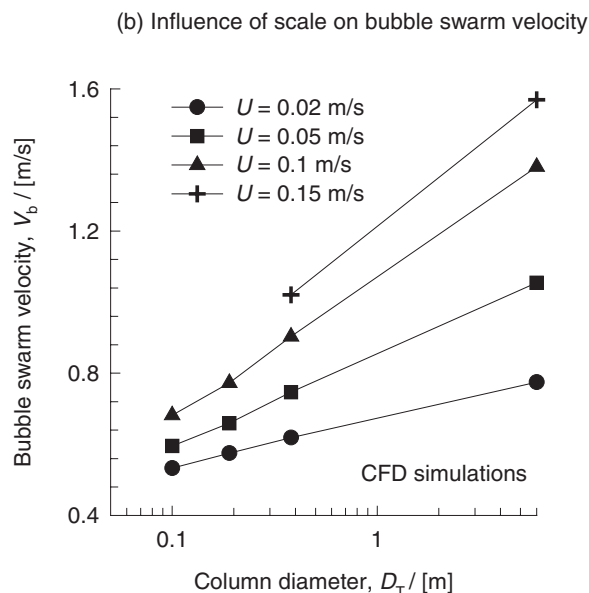 (b) Influence of scale on bubble swarm velocity
1.6
U = 0.02 m/s
U = 0.05 m/s
U = 0.1 m/s
U = 0.15 m/s
1.2
Bubble swarm velocity, Vb / [m/s]
0.8
CFD simulations
0.4
0.1 1
Column diameter, DT / [m]